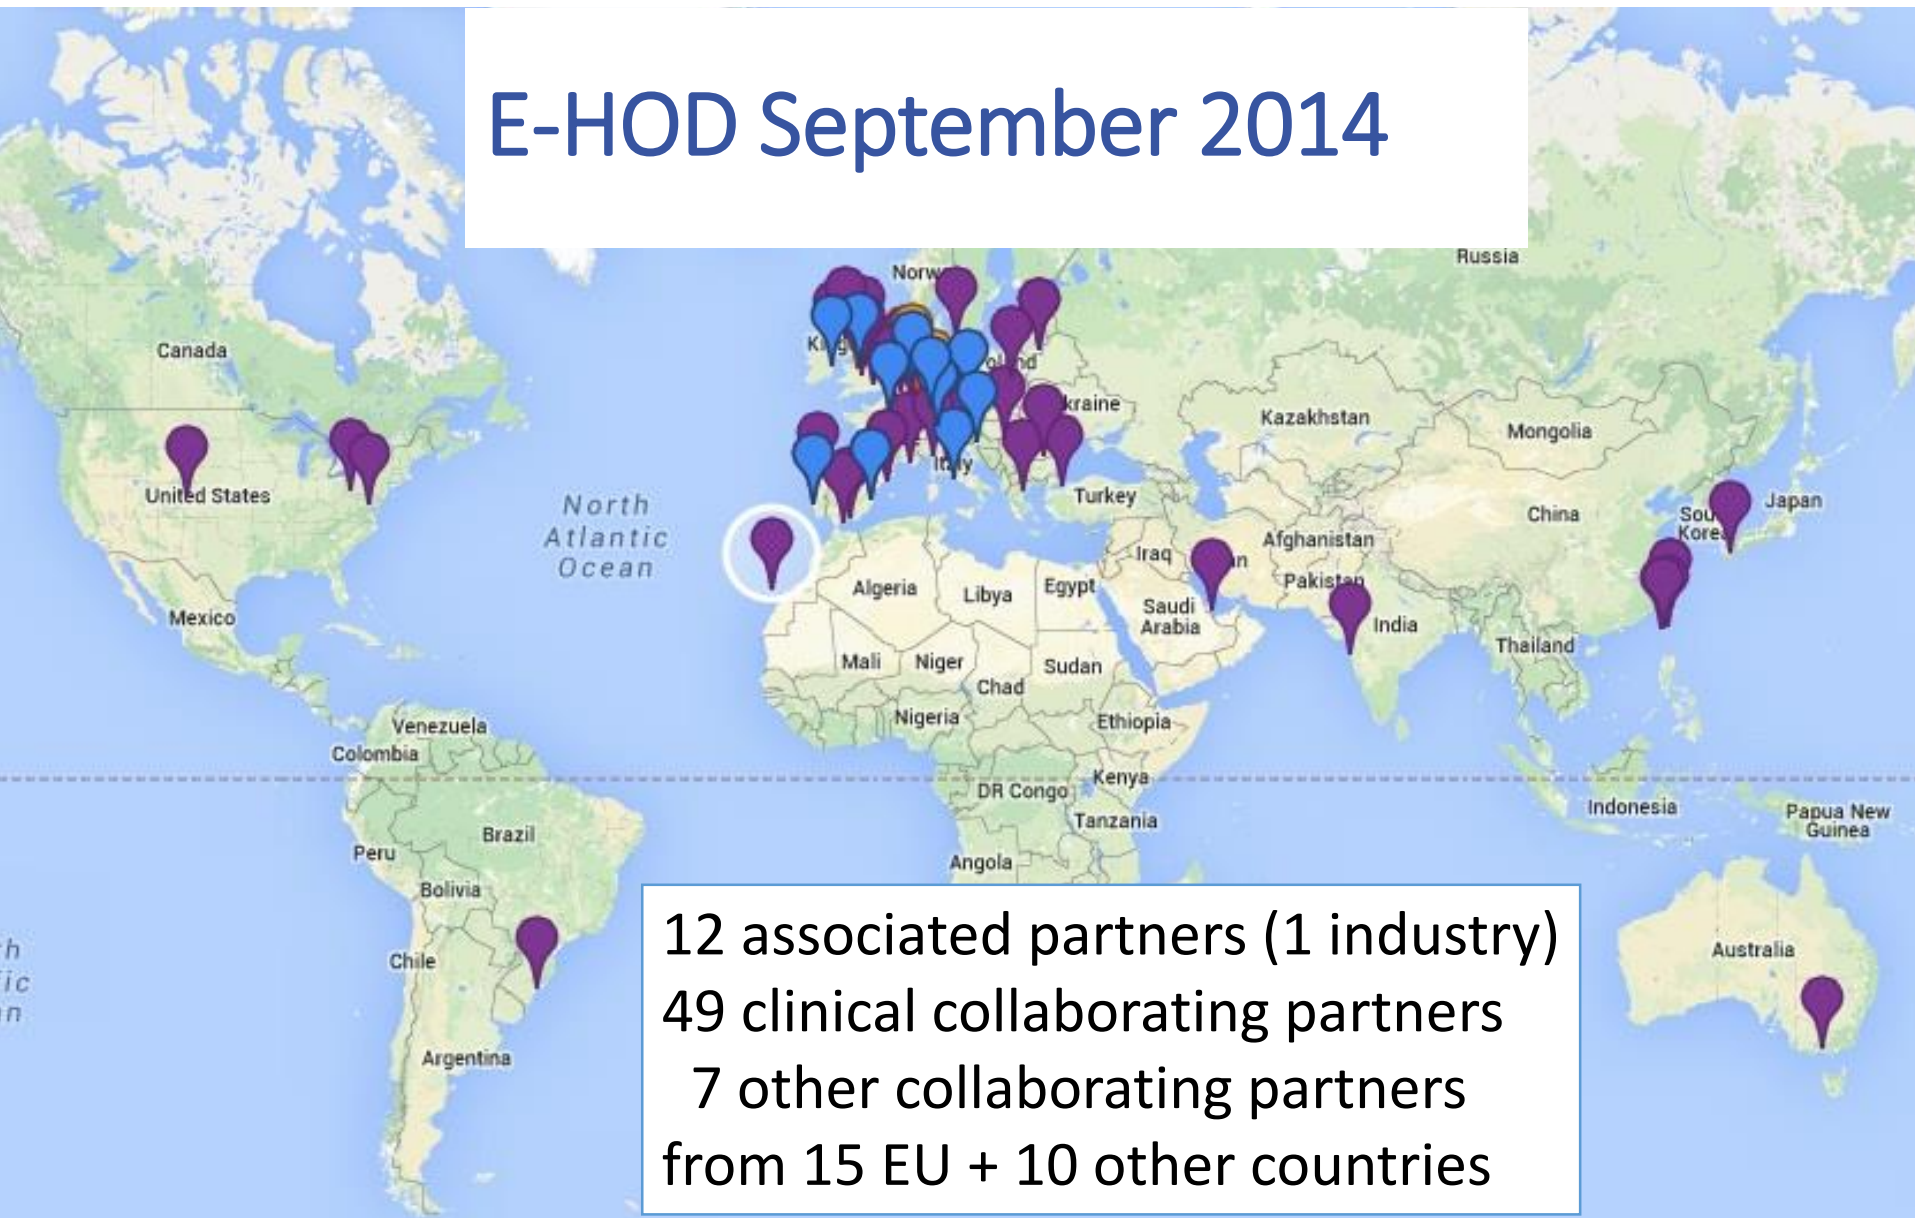 E-HOD September 2014
Russia
Canada
Kazakhstan
Mongolia
United States
Turkey
Japan
North
Atlantic
Ocean
China
Iraq
Afghanistan
Algeria
Libya
Egypt
Pakistan
Mexico
Saudi
Arabia
India
Thailand
Mali
Niger
Sudan
Chad
Venezuela
Nigeria
Ethiopia
Colombia
Kenya
DR Congo
Indonesia
Papua New
Guinea
Brazil
Tanzania
Peru
Angola
Bolivia
Chile
Australia
Argentina
12 associated partners (1 industry)
49 clinical collaborating partners
7 other collaborating partners
from 15 EU + 10 other countries